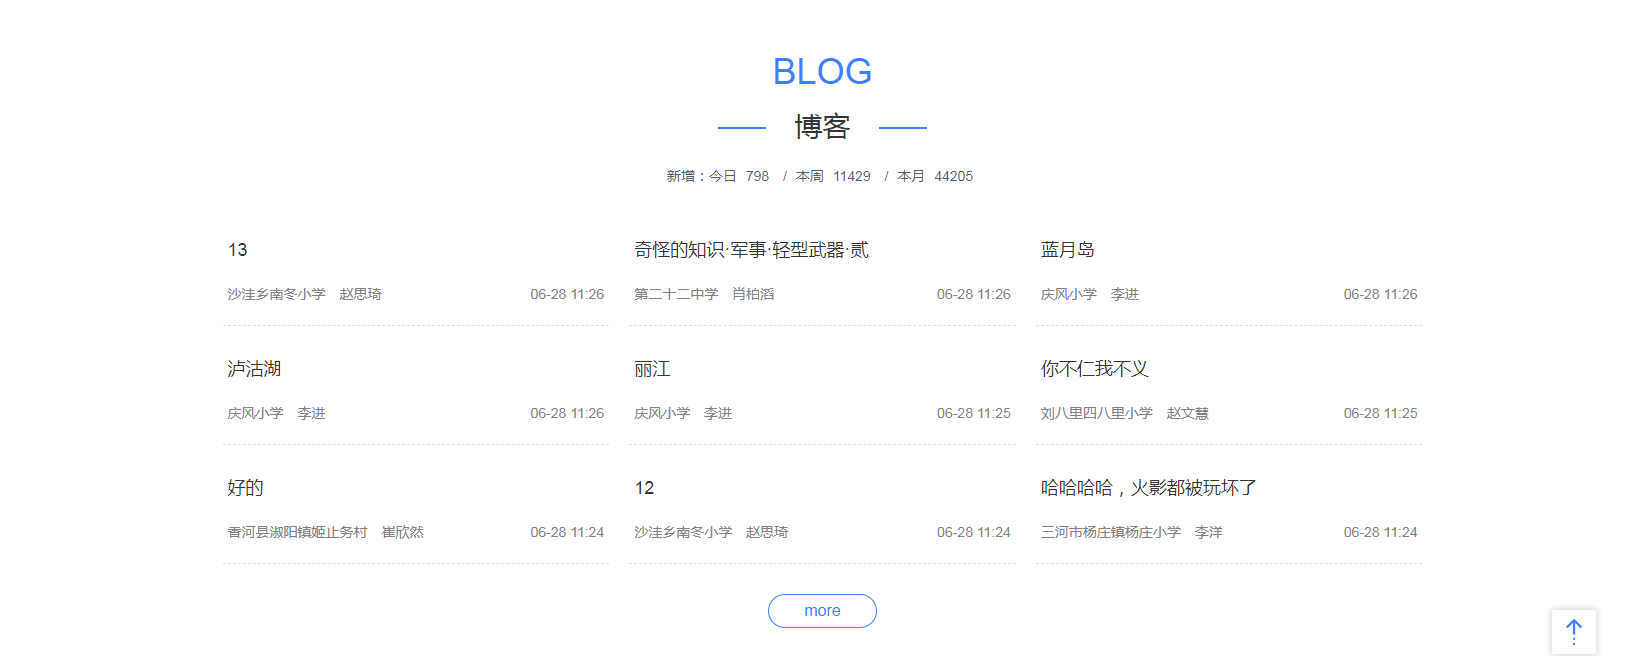 BLOG
博客
新增：今日 798 / 本周 11429 / 本月 44205
13
沙洼乡南冬小学 赵思琦 06-28 11:26
奇怪的知识·军事·轻型武器·贰
第二十二中学 肖柏滔 06-28 11:26
蓝月岛
庆风小学 李进 06-28 11:26
泸沽湖
庆风小学 李进 06-28 11:26
丽江
庆风小学 李进 06-28 11:25
你不仁我不义
刘八里四八里小学 赵文慧 06-28 11:25
好的
香河县淑阳镇姬止务村 崔欣然 06-28 11:24
12
沙洼乡南冬小学 赵思琦 06-28 11:24
哈哈哈哈，火影都被玩坏了
三河市杨庄镇杨庄小学 李洋 06-28 11:24
more